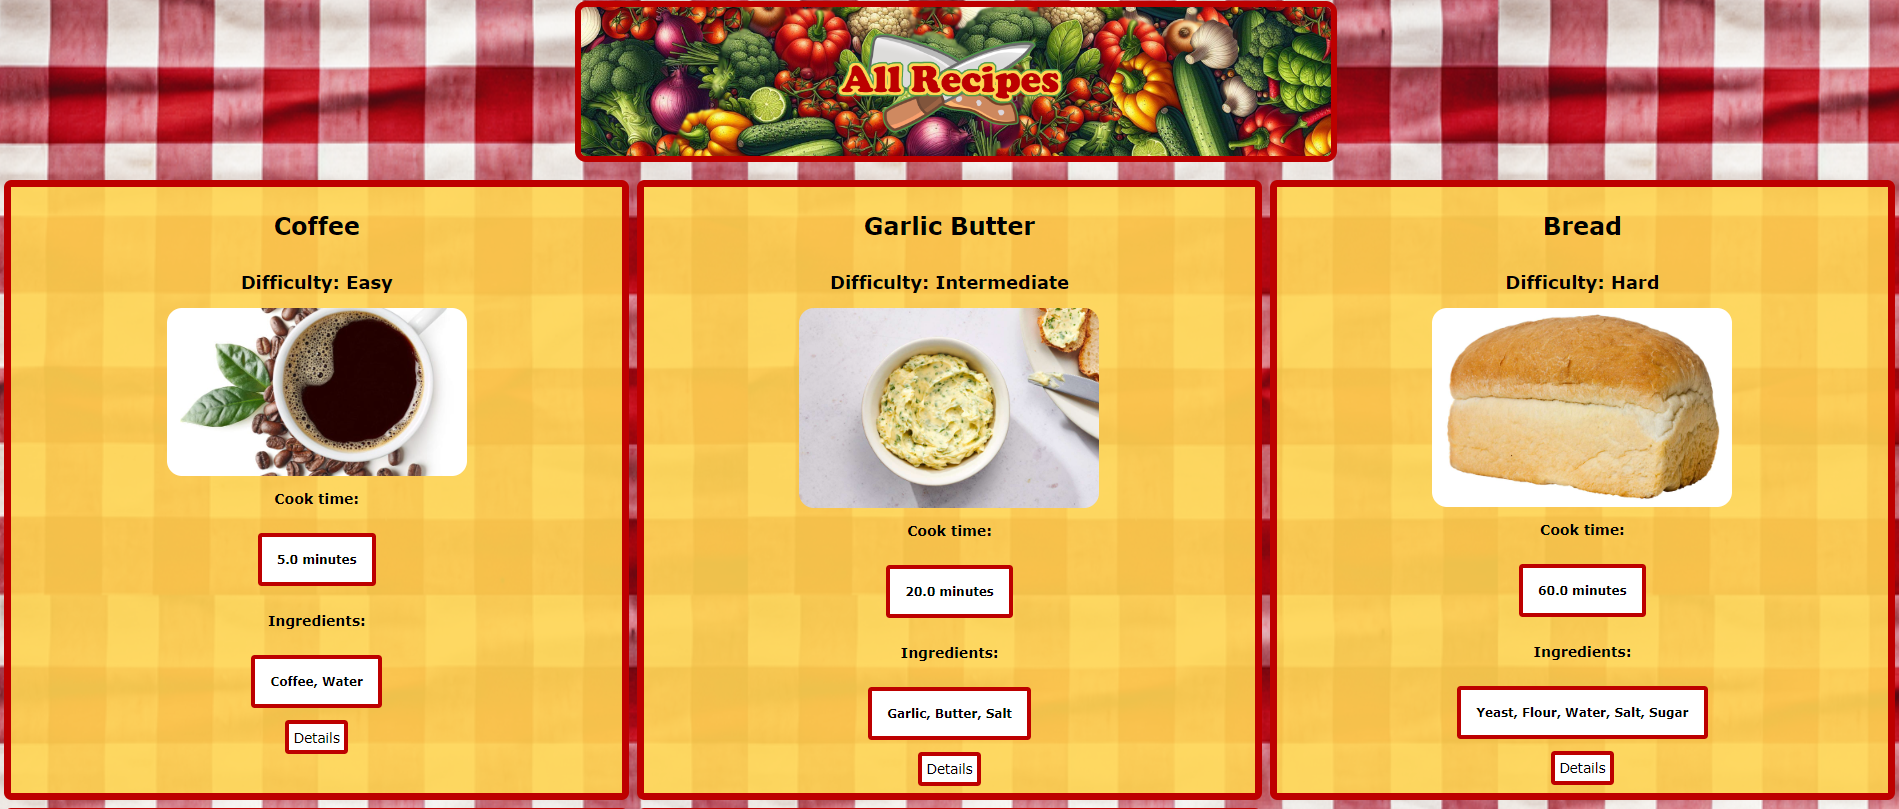 All Recipes
Coffee
Difficulty: Easy
Cook time:
5.0 minutes
Ingredients:
Coffee, Water
Details
Garlic Butter
Difficulty: Intermediate
Cook time:
20.0 minutes
Ingredients:
Garlic, Butter, Salt
Details
Bread
Difficulty: Hard
Cook time:
60.0 minutes
Ingredients:
Yeast, Flour, Water, Salt, Sugar
Details